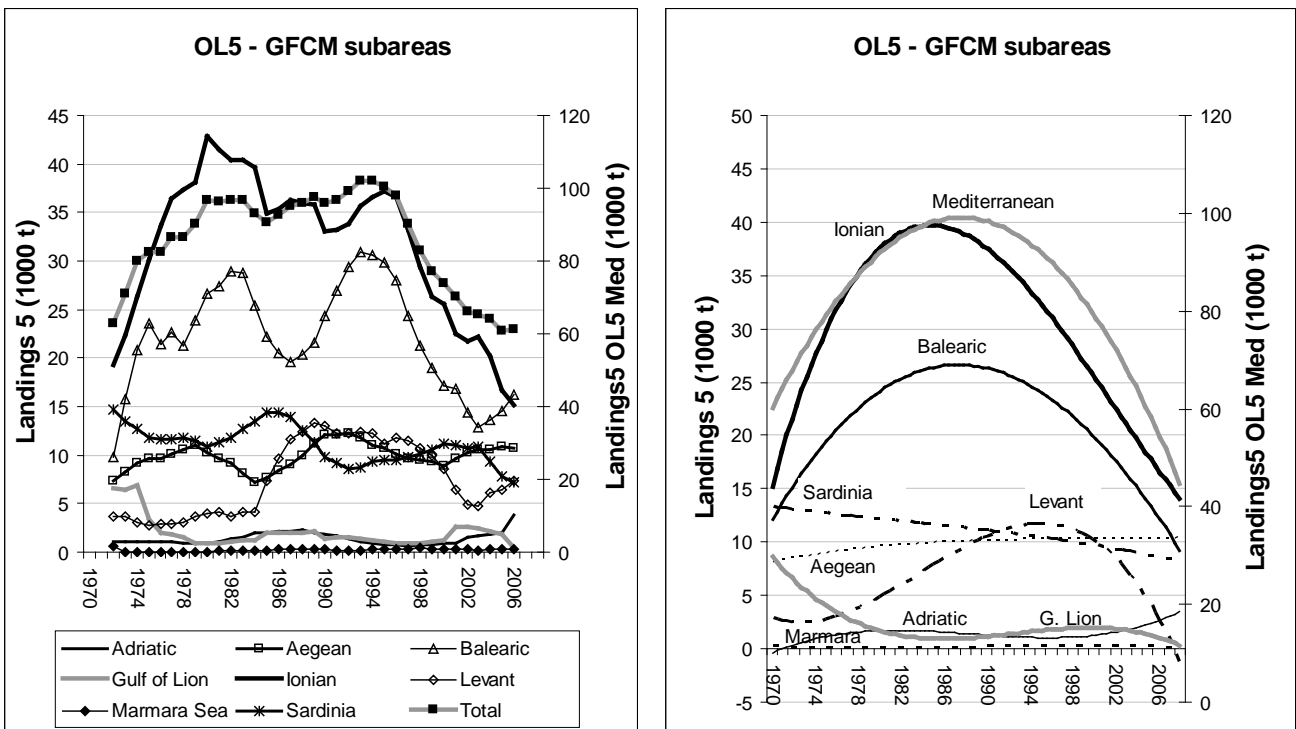 OL5 - GFCM subareas
45
40
35
30
25
20
15
10
5
0
Landings 5 (1000 t)
120
100
80
60
40
20
0
Landings5 OL5 Med (1000 t)
1970 1974 1978 1982 1986 1990 1994 1998 2002 2006
Adriatic Aegean Balearic
Gulf of Lion Ionian Levant
Marmara Sea Sardinia Total
OL5 - GFCM subareas
50
45
40
35
30
25
20
15
10
5
0
-5
Landings 5 (1000 t)
120
100
80
60
40
20
0
Landings5 OL5 Med (1000 t)
Mediterranean
Ionian
Balearic
Sardinia
Levant
Aegean
Adriatic
G. Lion
Marmara
1970 1974 1978 1982 1986 1990 1994 1998 2002 2006